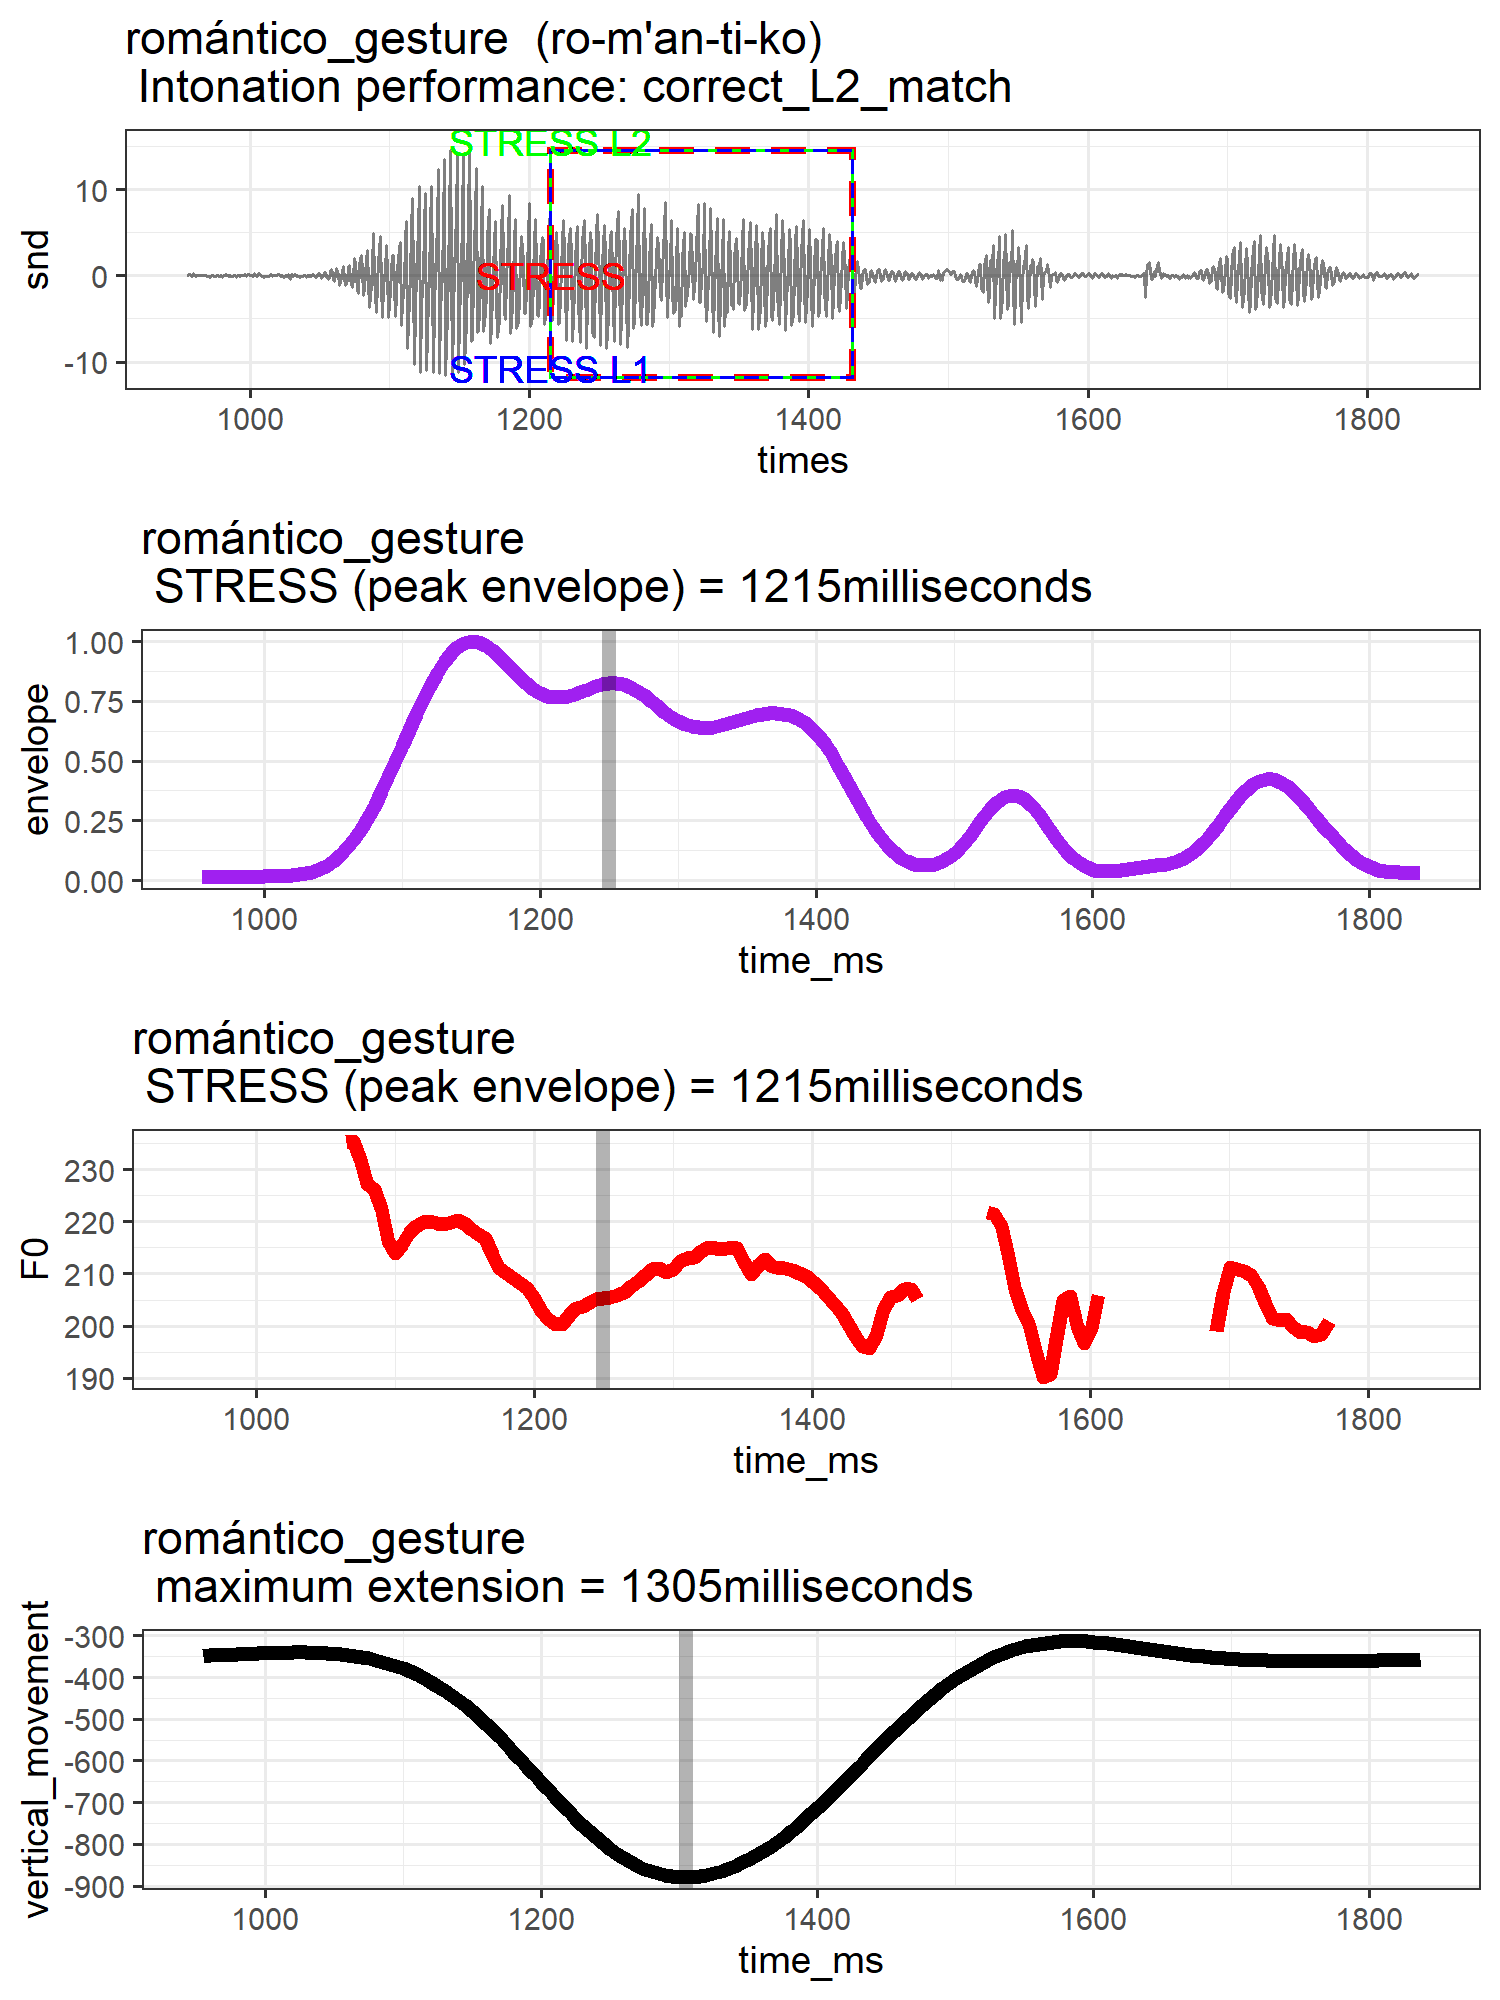 romántico_gesture  (ro-m'an-ti-ko)
Intonation performance: correct_L2_match
snd
10
0
-10
STRESS L2
STRESS
STRESS L1
1000 1200 1400 1600 1800
times
romántico_gesture
STRESS (peak envelope) = 1215milliseconds
envelope
1.00
0.75
0.50
0.25
0.00
1000 1200 1400 1600 1800
time_ms
romántico_gesture
STRESS (peak envelope) = 1215milliseconds
F0
230
220
210
200
190
1000 1200 1400 1600 1800
time_ms
romántico_gesture
maximum extension = 1305milliseconds
vertical_movement
-300
-400
-500
-600
-700
-800
-900
1000 1200 1400 1600 1800
time_ms